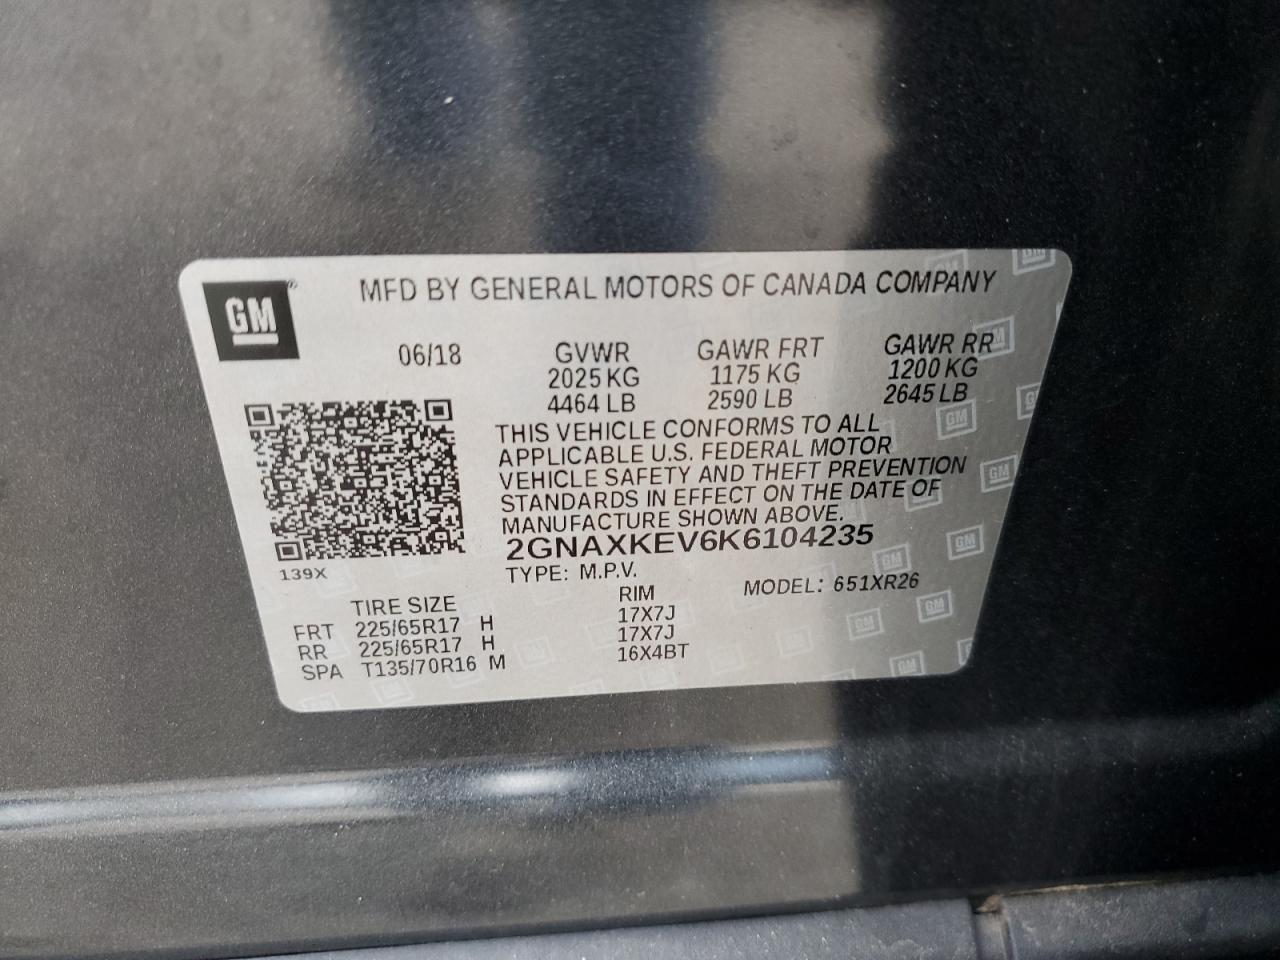 GM
MFD BY GENERAL MOTORS OF CANADA COMPANY
06/18 GVWR GAWR FRT GAWR RR
2025 KG 1175 KG 1200 KG
4464 LB 2590 LB 2645 LB
THIS VEHICLE CONFORMS TO ALL
APPLICABLE U.S. FEDERAL MOTOR
VEHICLE SAFETY AND THEFT PREVENTION
STANDARDS IN EFFECT ON THE DATE OF
MANUFACTURE SHOWN ABOVE.
2GNAXKEV6K6104235
139X
TYPE: M.P.V. MODEL: 651XR26
TIRE SIZE RIM
FRT 225/65R17 H 17X7J
RR 225/65R17 H 17X7J
SPA T135/70R16 M 16X4BT